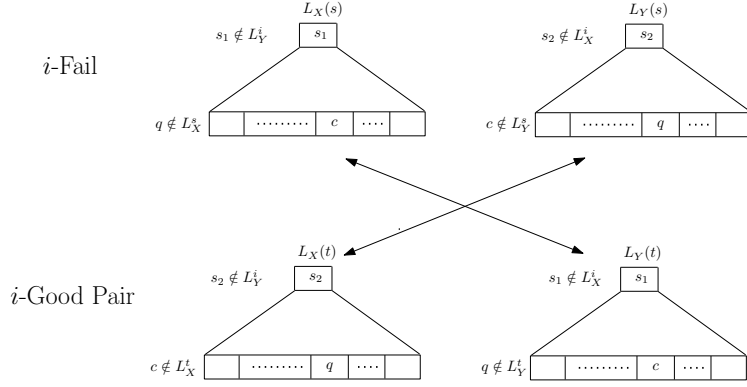 L_X(s) L_Y(s)
s_1 ∉ L_Y^i s_1 s_2 ∉ L_X^i s_2
i-Fail
q ∉ L_X^s ......... c .... c ∉ L_Y^s ......... q ....
L_X(t) L_Y(t)
s_2 ∉ L_Y^i s_2 s_1 ∉ L_X^i s_1
i-Good Pair
c ∉ L_X^t ......... q .... q ∉ L_Y^t ......... c ....